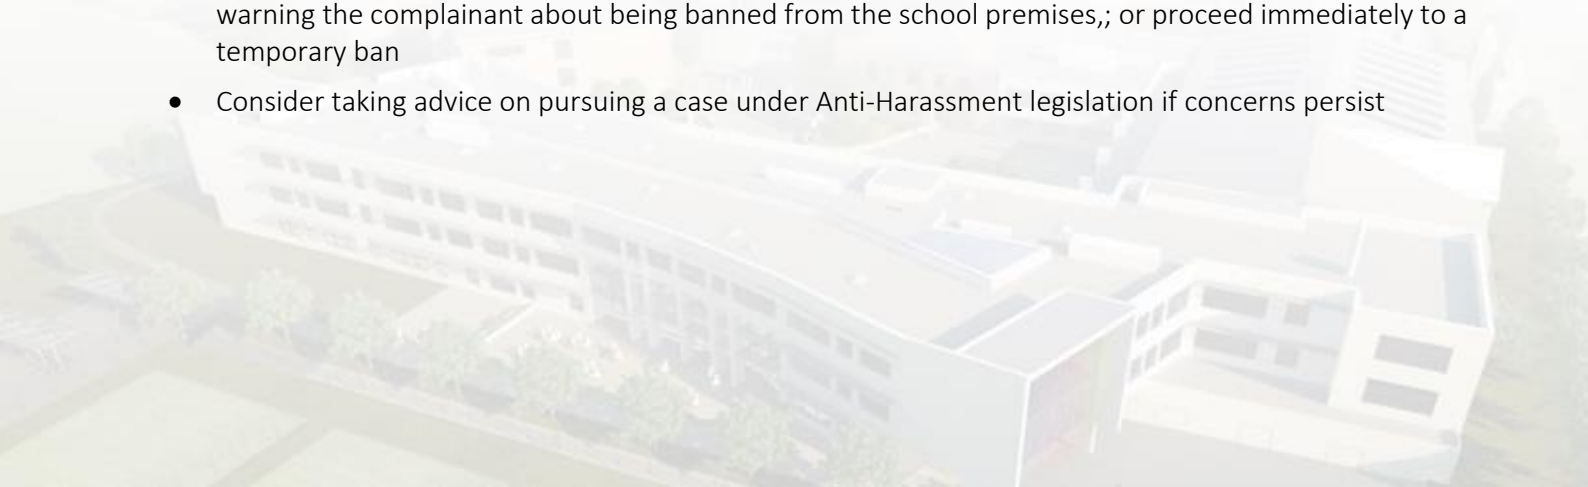 warning the complainant about being banned from the school premises,; or proceed immediately to a
temporary ban
• Consider taking advice on pursuing a case under Anti-Harassment legislation if concerns persist